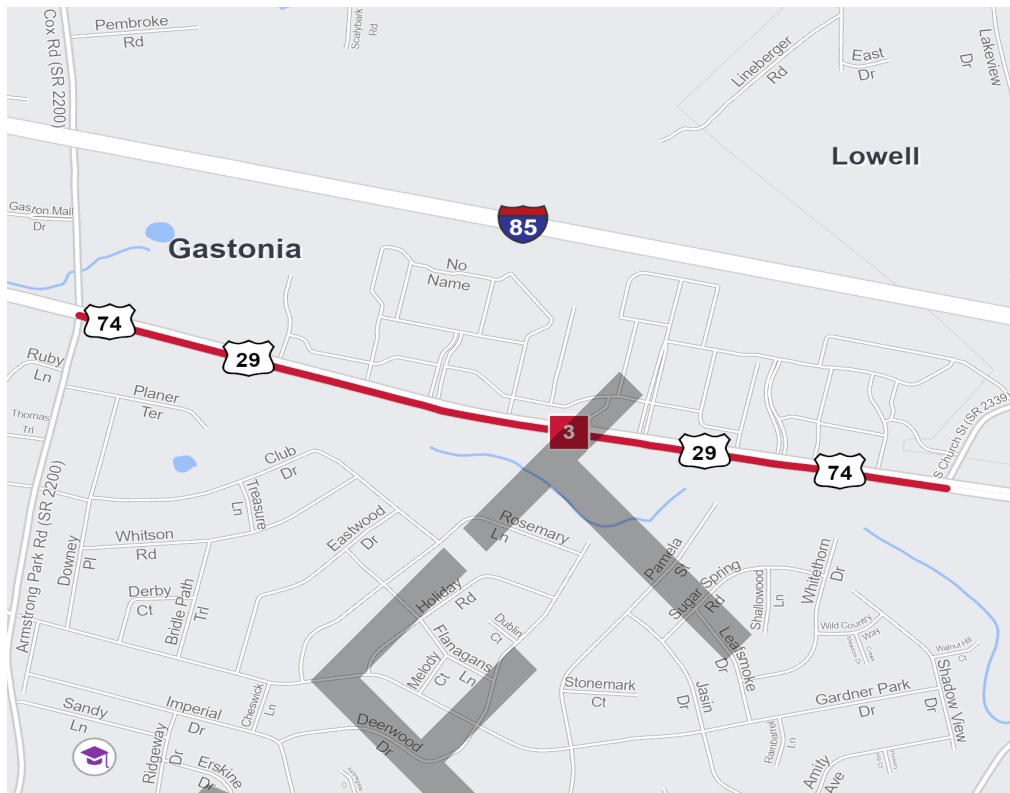 Cox Rd (SR 2200)
Pembroke
Rd
Scalybark
Rd
Lineberger
Rd
East
Dr
Lakeview
Dr
Lowell
Gaston Mall
Dr
85
Gastonia
No
Name
74
29
Ruby
Ln
Planer
Ter
Thomas
Trl
3
29
74
S Church St (SR 2339)
Club
Dr
Treasure
Ln
Eastwood
Dr
Rosemary
Ln
Armstrong Park Rd (SR 2200)
Downey
Pl
Whitson
Rd
Derby
Ct
Bridle Path
Trl
Holiday
Rd
Dublin
Ct
Flanagans
Ln
Melody
Ct
Pamela
St
Sugar Spring
Rd
Shallowood
Ln
Whitethorn
Dr
Wild Country
Way
Meadow Dr
Creek
Walnut Hill
Ct
Leafsmoke
Dr
Stonemark
Ct
Jasin
Dr
Gardner Park
Dr
Shadow View
Dr
Sandy
Ln
Imperial
Dr
Cheswick
Ln
Deerwood
Dr
Ridgeway
Dr
Erskine
Dr
Rainbarrel
Ln
Amity
Ave